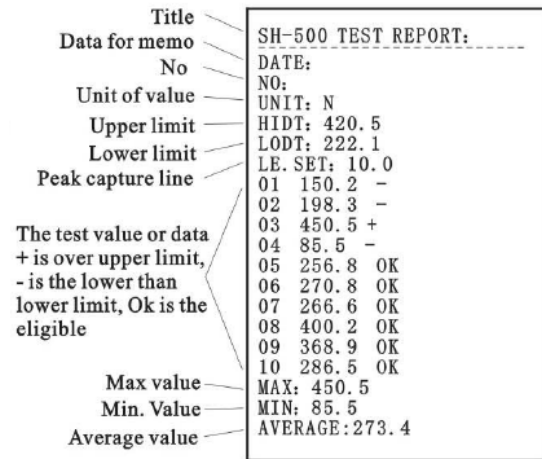 Title
Data for memo
No
Unit of value
Upper limit
Lower limit
Peak capture line
The test value or data
+ is over upper limit,
- is the lower than
lower limit, Ok is the
eligible
Max value
Min. Value
Average value
SH-500 TEST REPORT:
DATE:
NO:
UNIT: N
HIDT: 420.5
LODT: 222.1
LE.SET: 10.0
01 150.2 -
02 198.3 -
03 450.5 +
04 85.5 -
05 256.8 OK
06 270.8 OK
07 266.6 OK
08 400.2 OK
09 368.9 OK
10 286.5 OK
MAX: 450.5
MIN: 85.5
AVERAGE:273.4